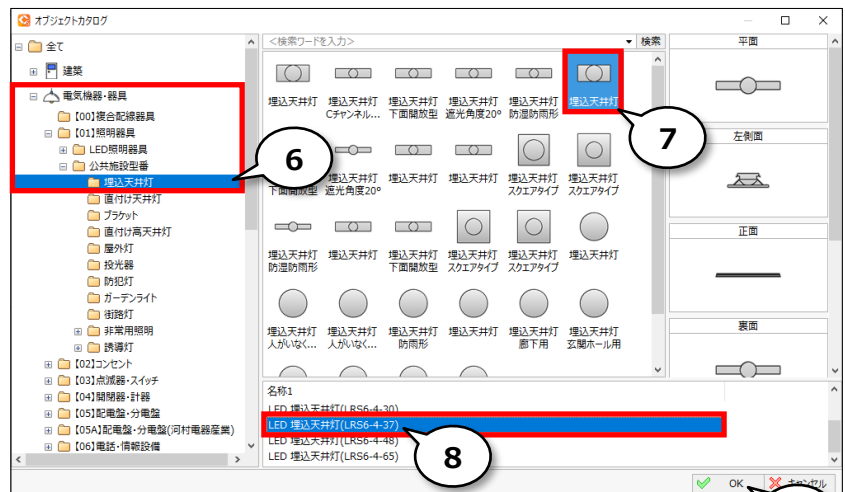 オブジェクトカタログ
全て
建築
電気機器・器具
【00】複合配線器具
【01】照明器具
LED照明器具
公共施設型番
埋込天井灯
直付け天井灯
ブラケット
直付け高天井灯
屋外灯
投光器
防犯灯
ガーデンライト
街路灯
非常用照明
誘導灯
【02】コンセント
【03】点滅器・スイッチ
【04】開閉器・計器
【05】配電盤・分電盤
【05A】配電盤・分電盤(河村電器産業)
【06】電話・情報設備
6
<検索ワードを入力>
検索
埋込天井灯
埋込天井灯 Cチャンネル...
埋込天井灯 下面開放型
埋込天井灯 遮光角度20°
埋込天井灯 防湿防雨形
埋込天井灯
7
下面開放型
埋込天井灯 遮光角度20°
埋込天井灯
埋込天井灯
埋込天井灯 スクエアタイプ
埋込天井灯 スクエアタイプ
埋込天井灯 防湿防雨形
埋込天井灯
埋込天井灯 下面開放型
埋込天井灯 スクエアタイプ
埋込天井灯 スクエアタイプ
埋込天井灯
埋込天井灯 人がいなく...
埋込天井灯 人がいなく...
埋込天井灯 防雨形
埋込天井灯
埋込天井灯 廊下用
埋込天井灯 玄関ホール用
名称1
LED 埋込天井灯(LRS6-4-30)
LED 埋込天井灯(LRS6-4-37)
LED 埋込天井灯(LRS6-4-48)
LED 埋込天井灯(LRS6-4-65)
8
平面
左側面
正面
裏面
OK
キャンセル